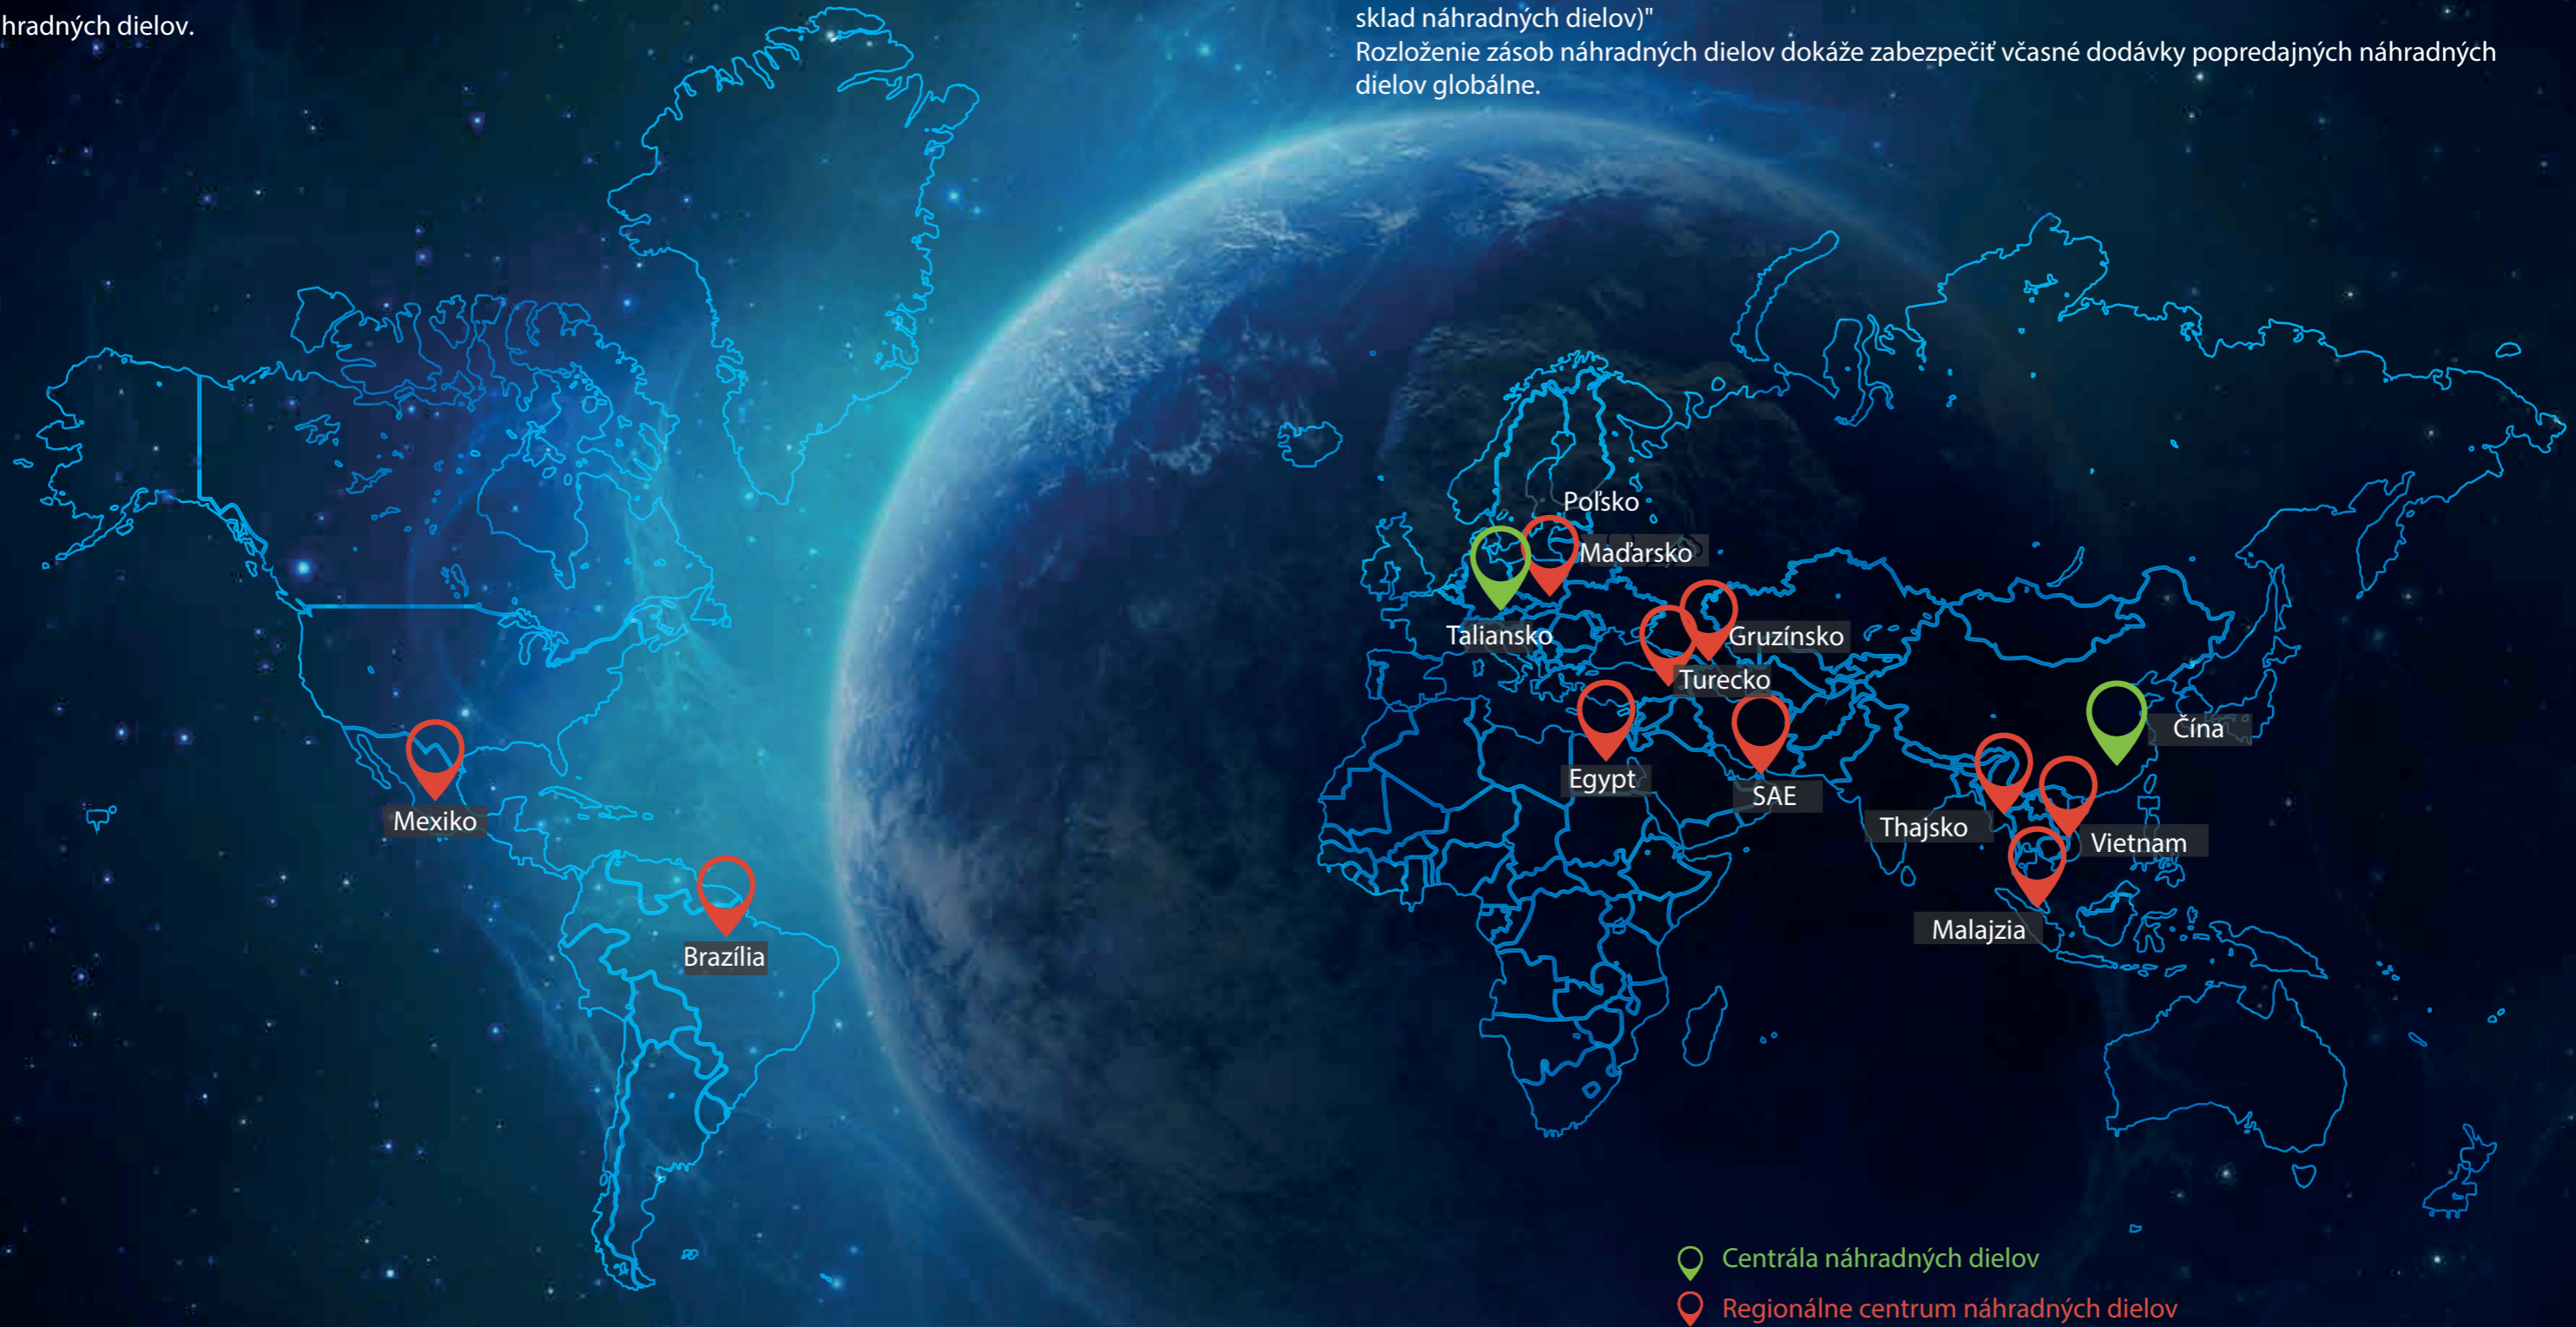 hradných dielov.
sklad náhradných dielov)"
Rozloženie zásob náhradných dielov dokáže zabezpečiť včasné dodávky popredajných náhradných
dielov globálne.
Poľsko
Maďarsko
Taliansko
Gruzínsko
Turecko
Čína
Egypt
SAE
Mexiko
Thajsko
Vietnam
Malajzia
Brazília
Centrála náhradných dielov
Regionálne centrum náhradných dielov